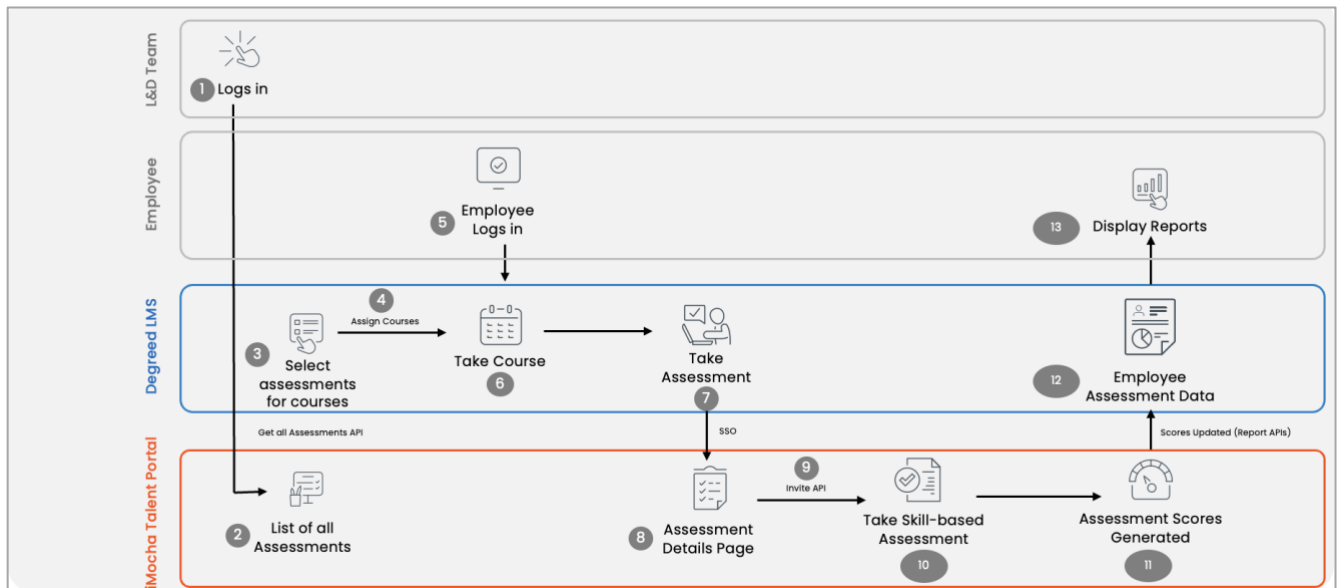 L&D Team
1
Logs in
Employee
5
Employee
Logs in
13
Display Reports
Degreed LMS
3
Select
assessments
for courses
4
Assign Courses
Take Course
6
Take
Assessment
7
12
Employee
Assessment Data
Get all Assessments API
SSO
Scores Updated (Report APIs)
iMocha Talent Portal
2
List of all
Assessments
8
Assessment
Details Page
9
Invite API
Take Skill-based
Assessment
10
Assessment Scores
Generated
11